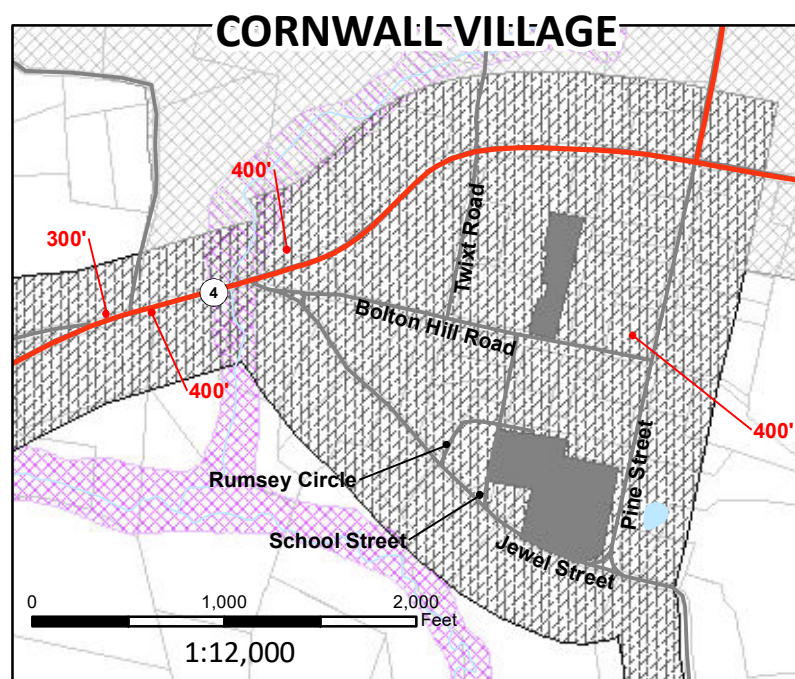 CORNWALL VILLAGE
400'
300'
4
Twixt Road
Bolton Hill Road
400'
400'
Rumsey Circle
Pine Street
School Street
Jewel Street
0 1,000 2,000
Feet
1:12,000